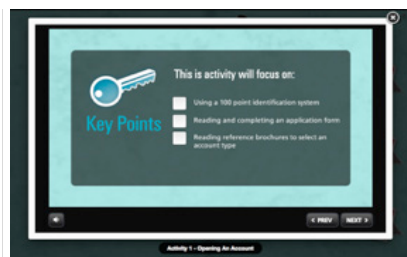 This is activity will focus on:
Using a 100 point identification system
Reading and completing an application form
Reading reference brochures to select an
account type
Key Points
< PREV
NEXT >
Activity 1 - Opening An Account